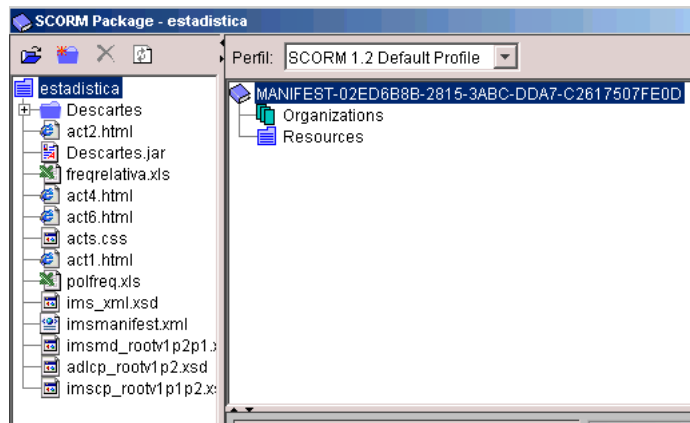 SCORM Package - estadistica
Perfil: SCORM 1.2 Default Profile
estadistica
Descartes
act2.html
Descartes.jar
freqrelativa.xls
act4.html
act6.html
acts.css
act1.html
polfreq.xls
ims_xml.xsd
imsmanifest.xml
imsmd_rootv1p2p1.x
adlcp_rootv1p2.xsd
imscp_rootv1p1p2.x
MANIFEST-02ED6B8B-2815-3ABC-DDA7-C2617507FE0D
Organizations
Resources